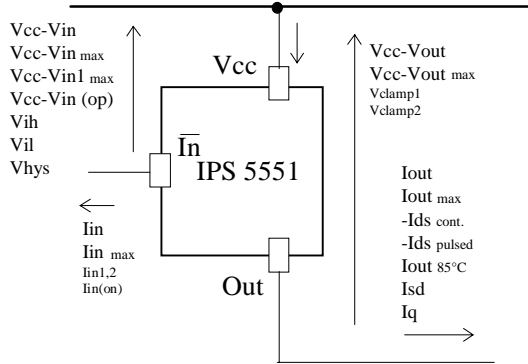 Vcc-Vin
Vcc-Vin max
Vcc-Vin1 max
Vcc-Vin (op)
Vih
Vil
Vhys
Vcc
Vcc-Vout
Vcc-Vout max
Vclamp1
Vclamp2
In
IPS 5551
Iin
Iin max
Iin1,2
Iin(on)
Out
Iout
Iout max
-Ids cont.
-Ids pulsed
Iout 85°C
Isd
Iq